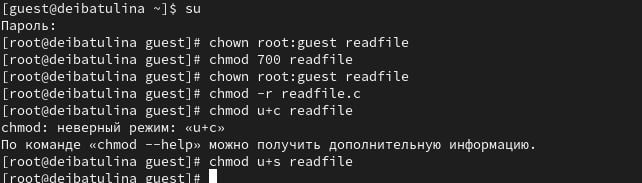 [guest@deibatulina ~]$ su
Пароль:
[root@deibatulina guest]# chown root:guest readfile
[root@deibatulina guest]# chmod 700 readfile
[root@deibatulina guest]# chown root:guest readfile
[root@deibatulina guest]# chmod -r readfile.c
[root@deibatulina guest]# chmod u+c readfile
chmod: неверный режим: «u+c»
По команде «chmod --help» можно получить дополнительную информацию.
[root@deibatulina guest]# chmod u+s readfile
[root@deibatulina guest]#